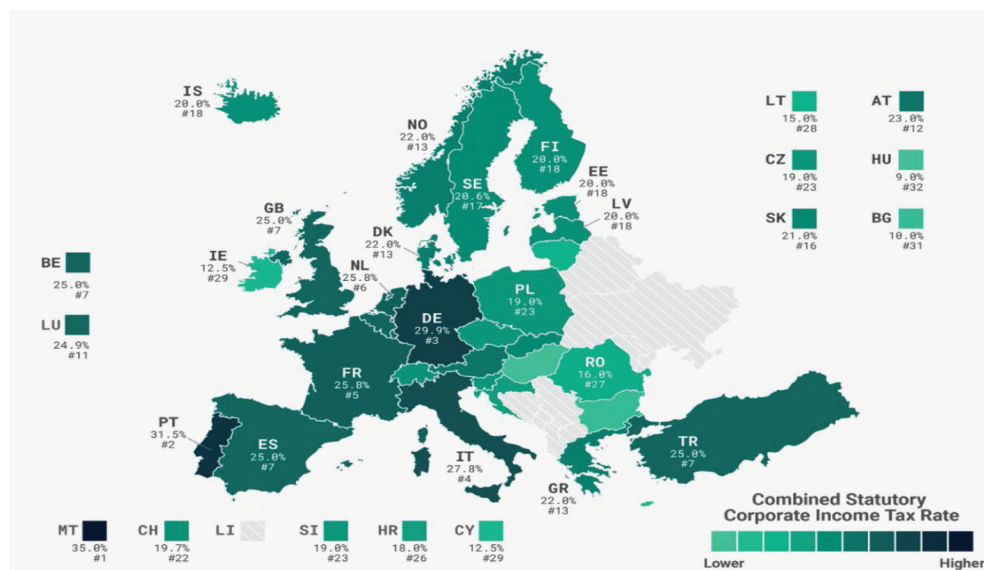 IS
20.0%
#18
NO
22.0%
#13
FI
20.0%
#18
SE
20.6%
#17
EE
20.0%
#18
LV
20.0%
#18
LT
15.0%
#28
AT
23.0%
#12
CZ
19.0%
#23
HU
9.0%
#32
SK
21.0%
#16
BG
10.0%
#31
GB
25.0%
#7
DK
22.0%
#13
IE
12.5%
#29
NL
25.8%
#6
BE
25.0%
#7
LU
24.9%
#11
DE
29.9%
#3
PL
19.0%
#23
FR
25.8%
#5
RO
16.0%
#27
PT
31.5%
#2
ES
25.0%
#7
IT
27.8%
#4
TR
25.0%
#7
GR
22.0%
#13
MT
35.0%
#1
CH
19.7%
#22
LI
SI
19.0%
#23
HR
18.0%
#26
CY
12.5%
#29
Combined Statutory
Corporate Income Tax Rate
Lower
Higher